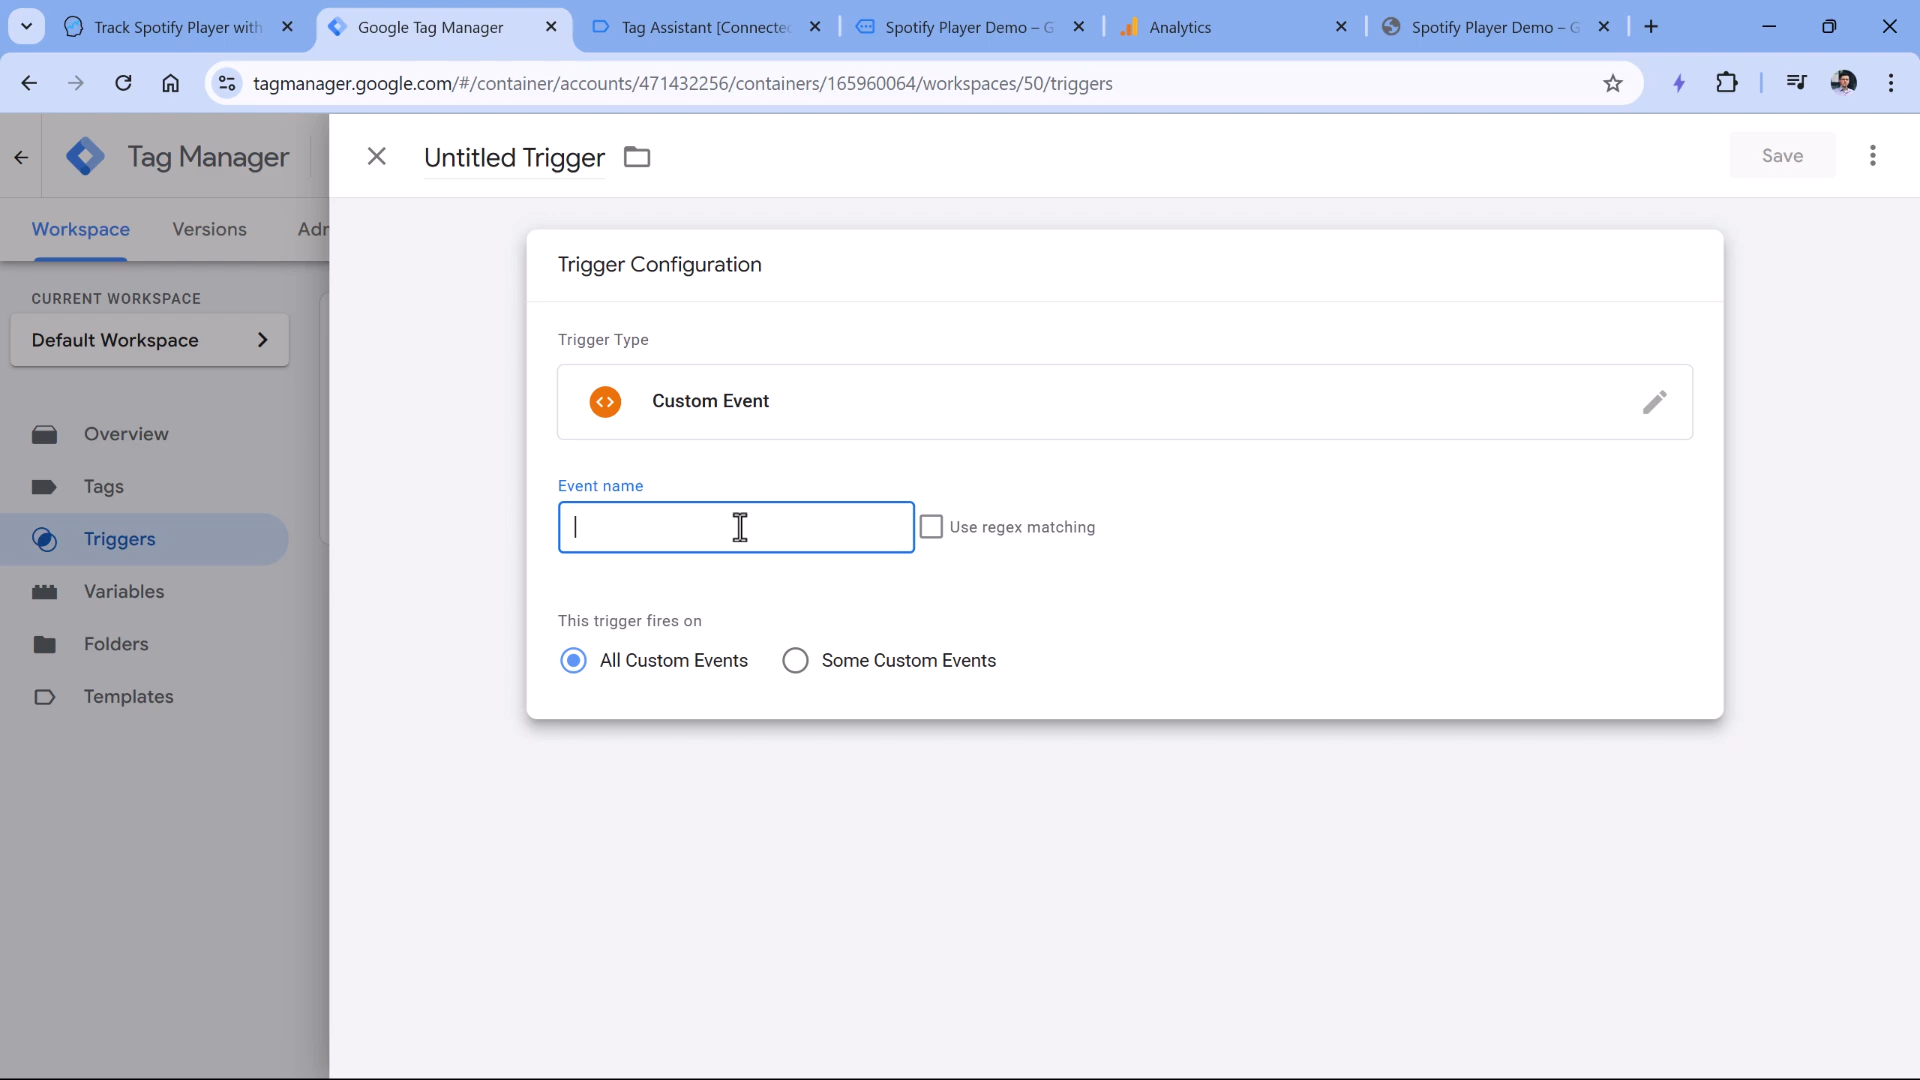 Track Spotify Player with
Google Tag Manager
Tag Assistant [Connected
Spotify Player Demo – G
Analytics
Spotify Player Demo – G
tagmanager.google.com/#/container/accounts/471432256/containers/165960064/workspaces/50/triggers
Tag Manager
Untitled Trigger
Save
Workspace
Versions
Adm
CURRENT WORKSPACE
Default Workspace
Overview
Tags
Triggers
Variables
Folders
Templates
Trigger Configuration
Trigger Type
Custom Event
Event name
Use regex matching
This trigger fires on
All Custom Events
Some Custom Events